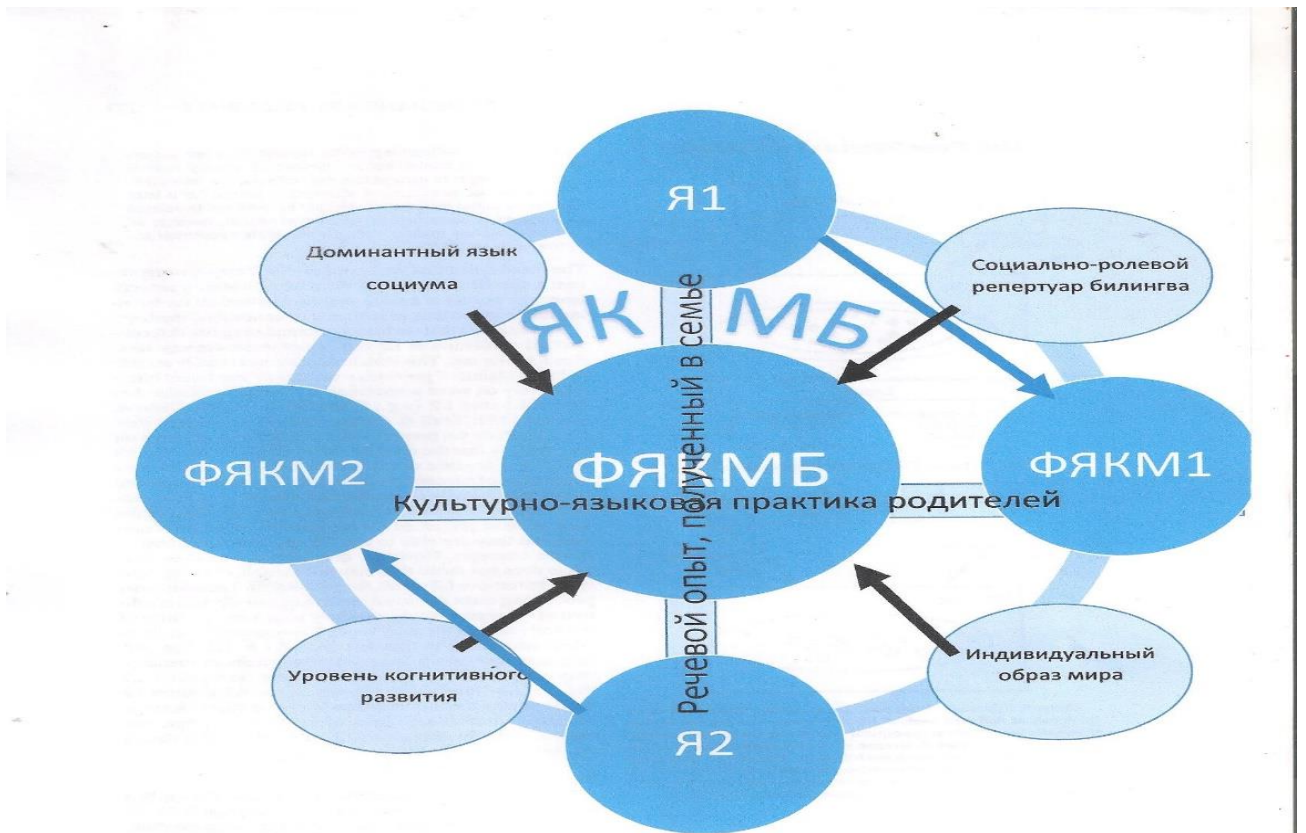 Я1
Доминантный язык
социума
Социально-ролевой
репертуар билингва
ЯК МБ
ФЯКМ2
ФЯКМБ
ФЯКМ1
Культурно-языковая практика родителей
Речевой опыт, полученный в семье
Уровень когнитивного
развития
Индивидуальный
образ мира
Я2